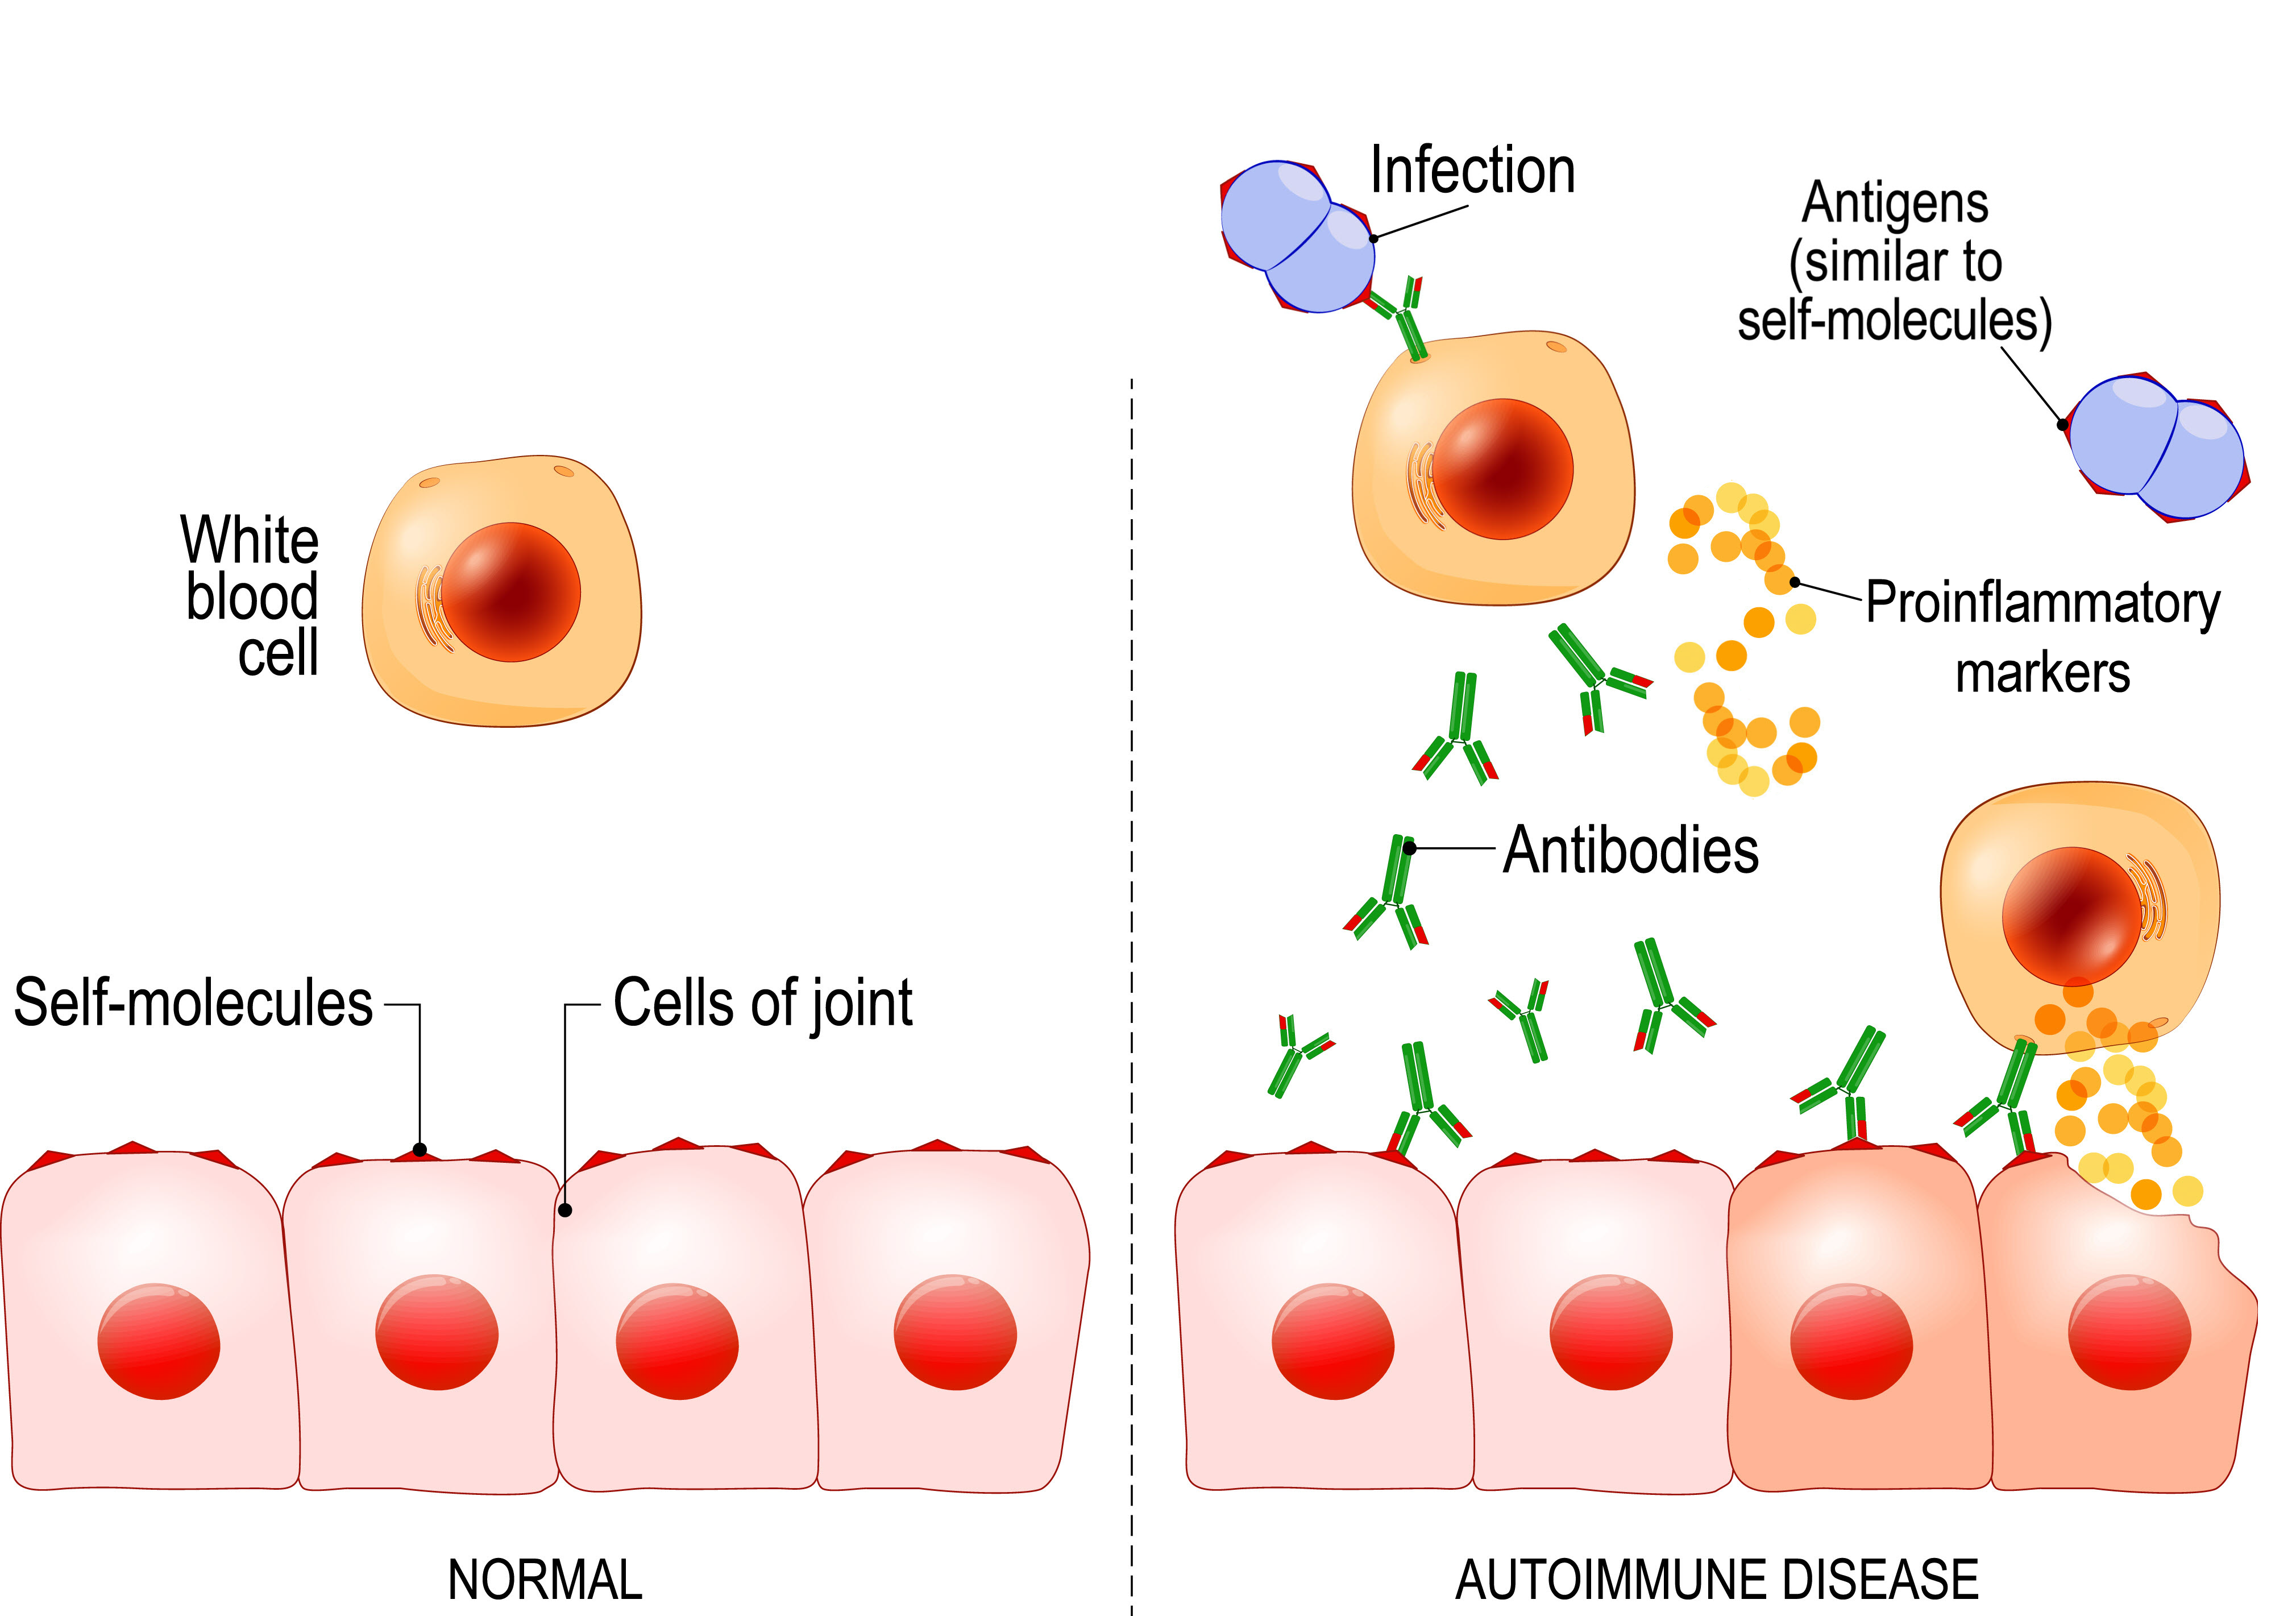 White
blood
cell
Self-molecules
Cells of joint
NORMAL
Infection
Antigens
(similar to
self-molecules)
Proinflammatory
markers
Antibodies
AUTOIMMUNE DISEASE